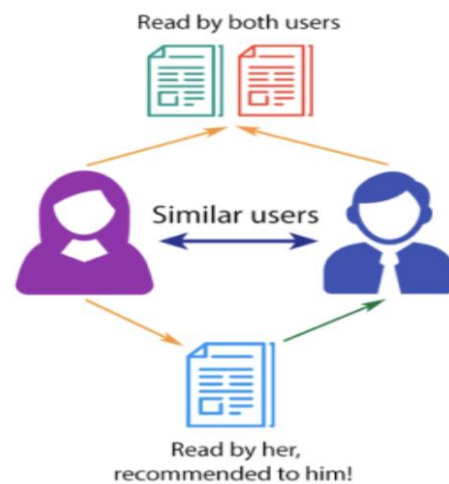 Read by both users
Similar users
Read by her,
recommended to him!